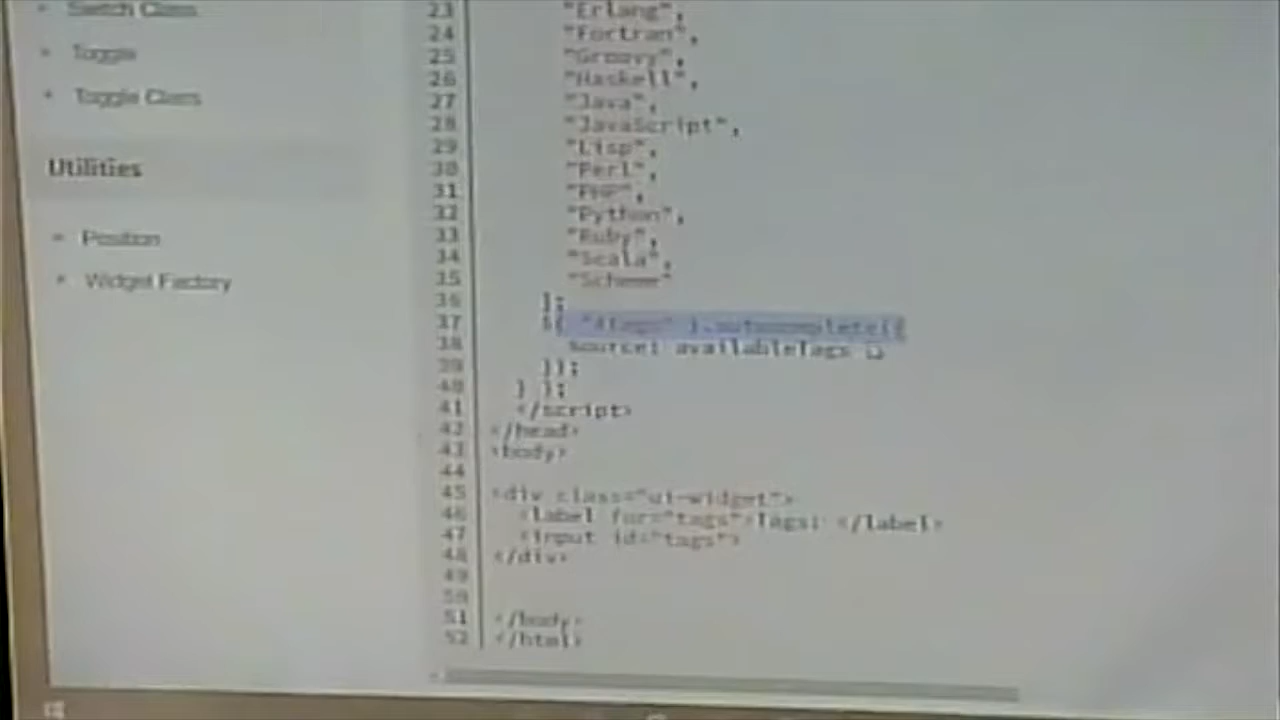 Switch Class
Toggle
Toggle Class
Utilities
Position
Widget Factory
23 "Erlang",
24 "Fortran",
25 "Groovy",
26 "Haskell",
27 "Java",
28 "JavaScript",
29 "Lisp",
30 "Perl",
31 "PHP",
32 "Python",
33 "Ruby",
34 "Scala",
35 "Scheme"
36 ];
37 $( "#tags" ).autocomplete({
38 source: availableTags
39 });
40 } );
41 </script>
42 </head>
43 <body>
44
45 <div class="ui-widget">
46 <label for="tags">Tags: </label>
47 <input id="tags">
48 </div>
49
50
51 </body>
52 </html>